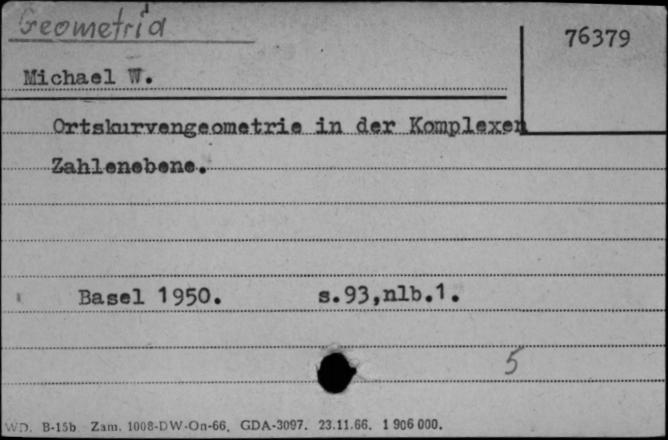 Geometria
76379
Michael W.
Ortskurvengeometrie in der Komplexen
Zahlenebene.
Basel 1950. s.93,nlb.1.
5
WD. B-15b Zam. 1008-DW-On-66. GDA-3097. 23.11.66. 1 906 000.